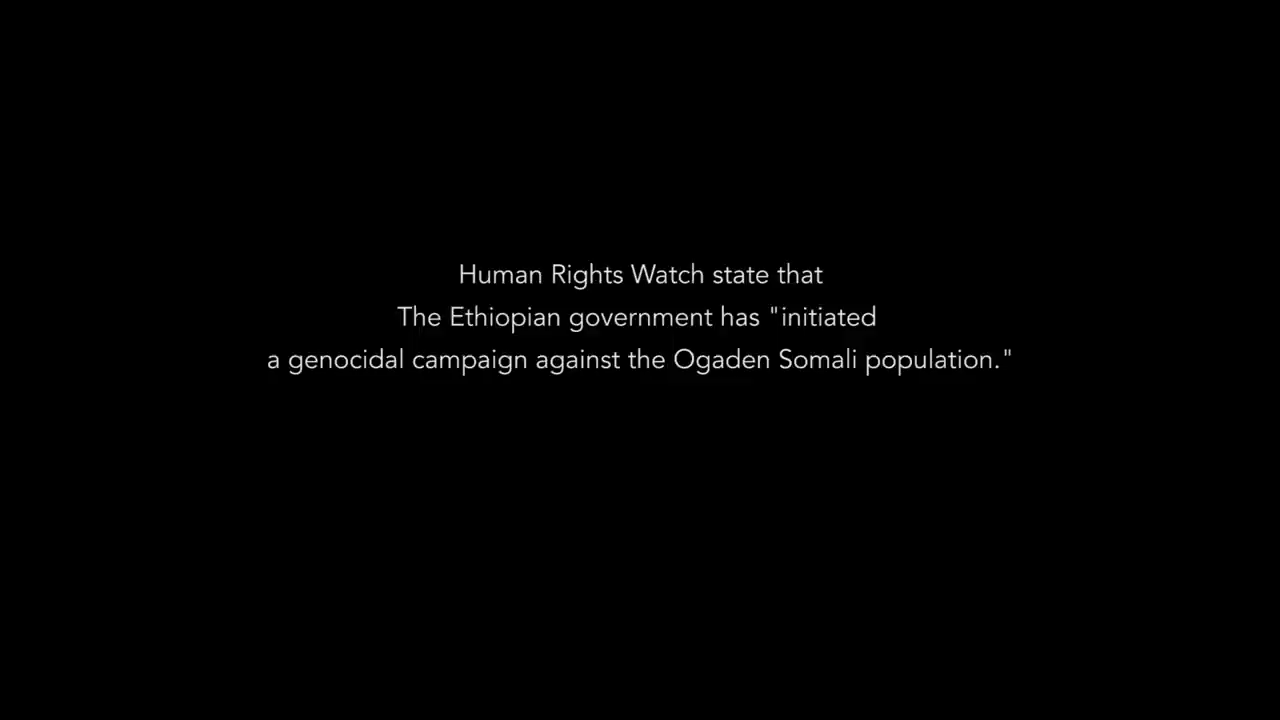 Human Rights Watch state that
The Ethiopian government has "initiated
a genocidal campaign against the Ogaden Somali population."